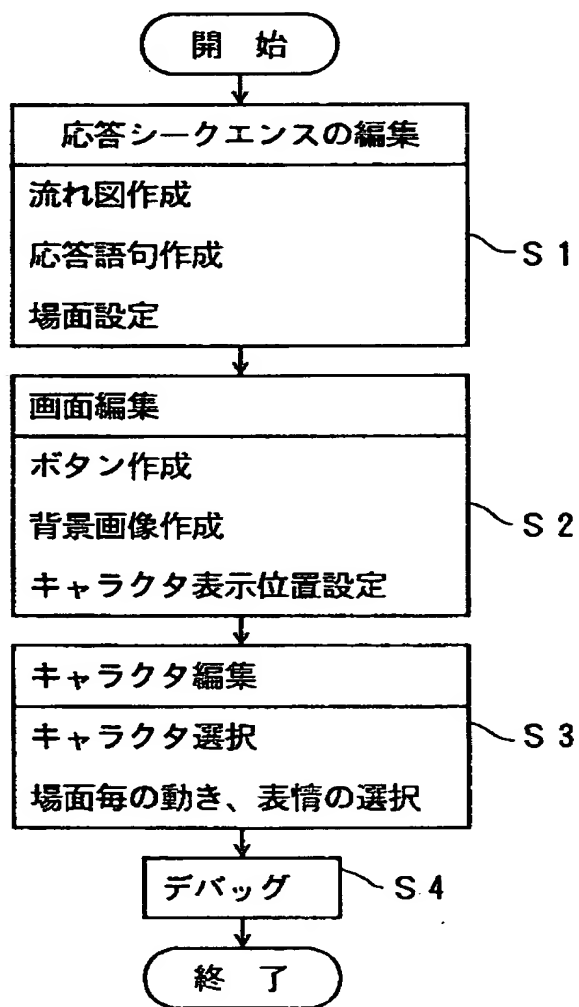 開 始
応答シークエンスの編集
流れ図作成
応答語句作成
場面設定
S1
画面編集
ボタン作成
背景画像作成
キャラクタ表示位置設定
S2
キャラクタ編集
キャラクタ選択
場面毎の動き、表情の選択
S3
デバッグ
S4
終 了